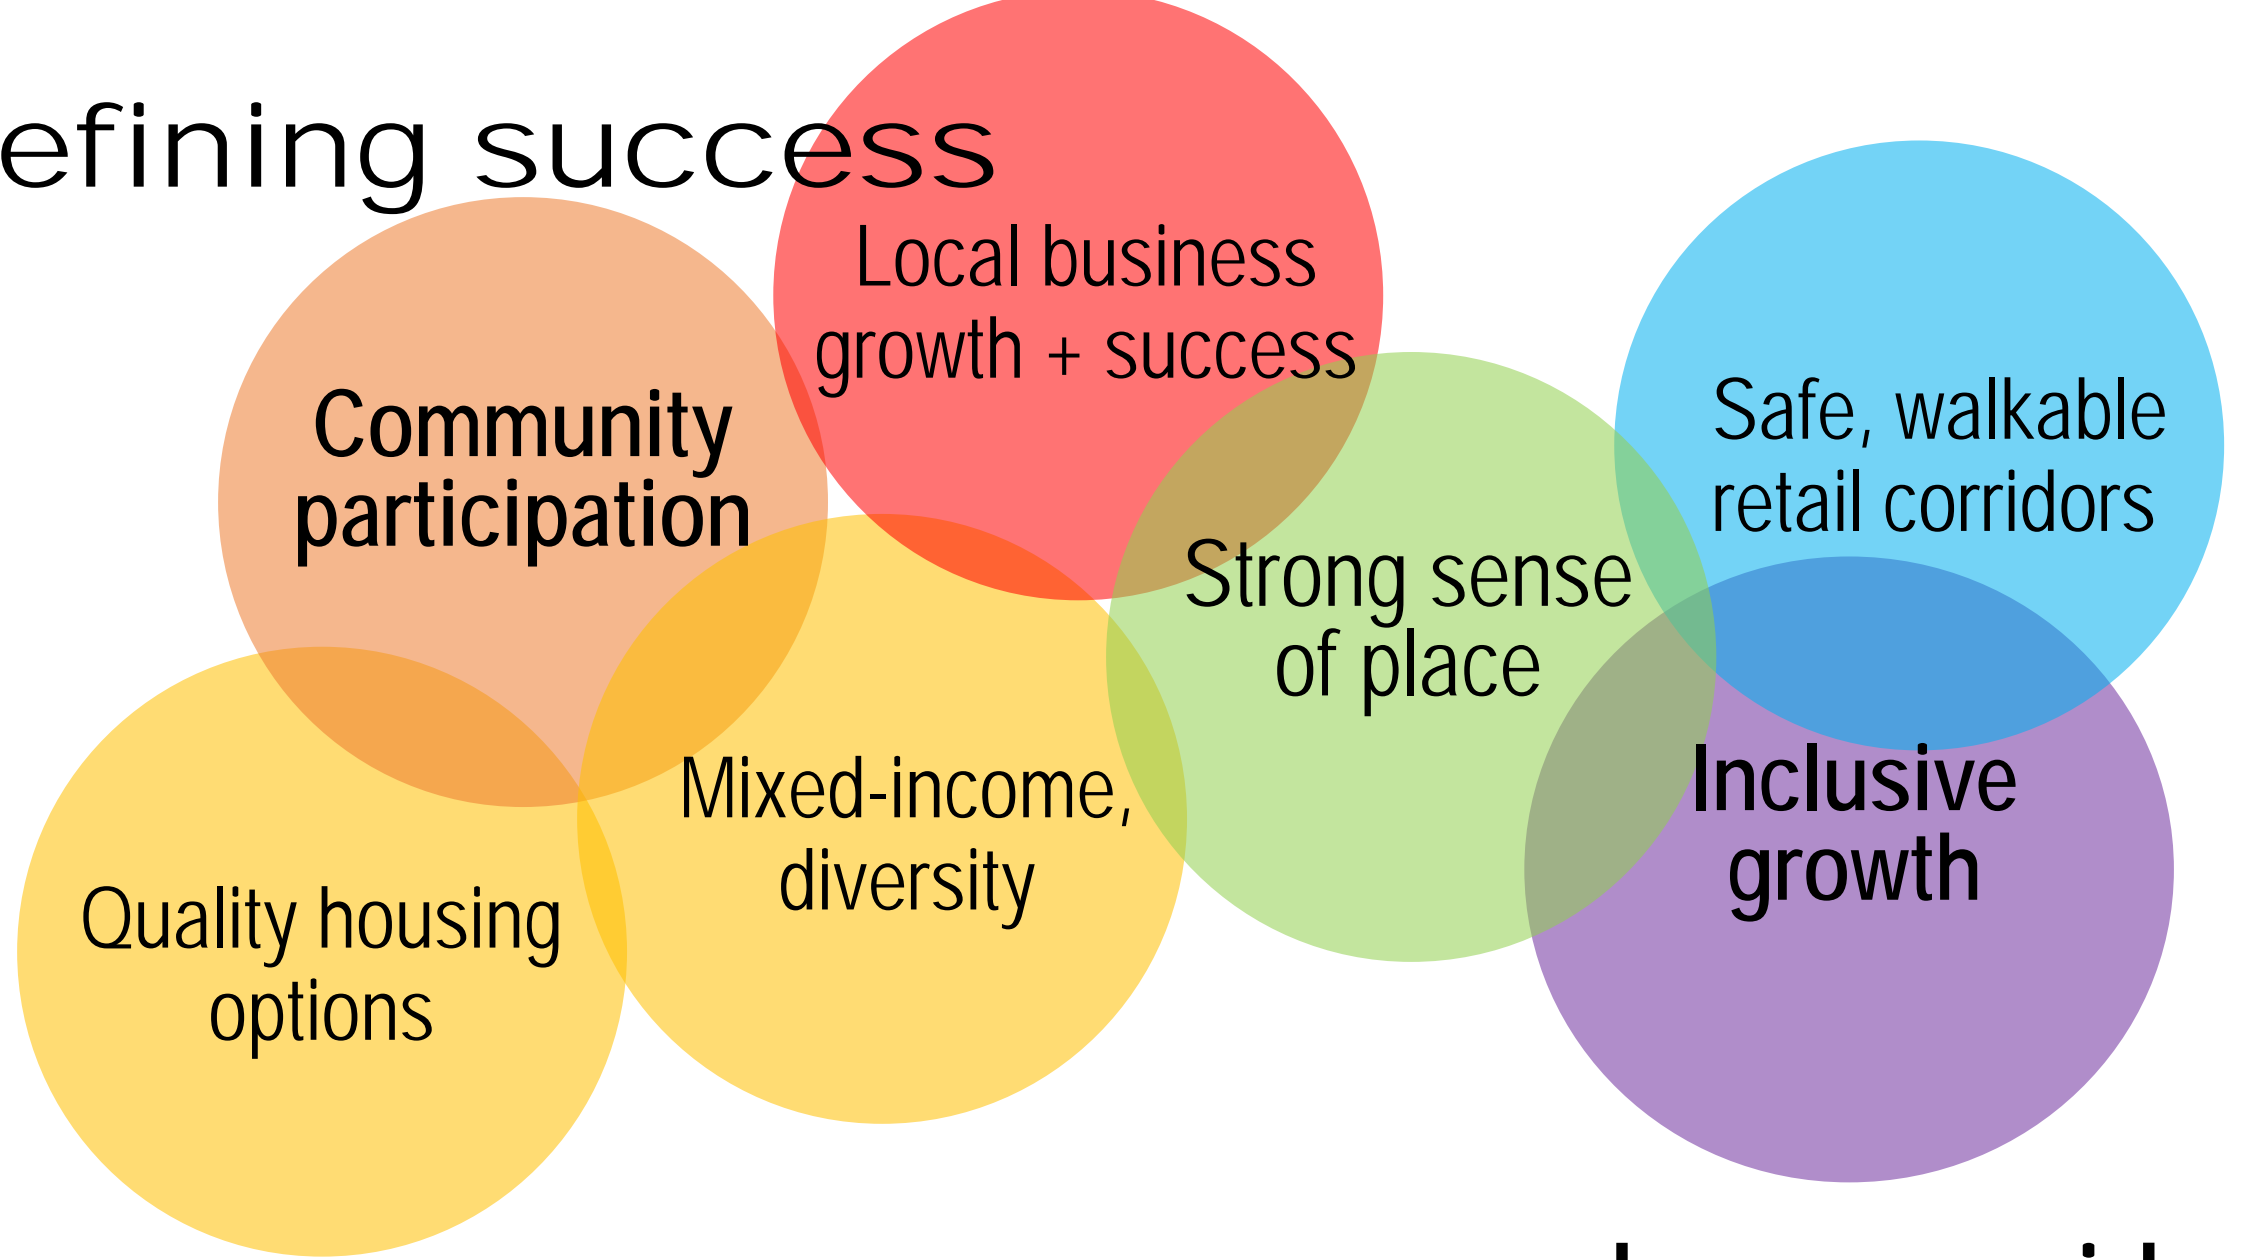 efining success
Local business
growth + success
Community
participation
Safe, walkable
retail corridors
Strong sense
of place
Mixed-income,
diversity
Inclusive
growth
Quality housing
options